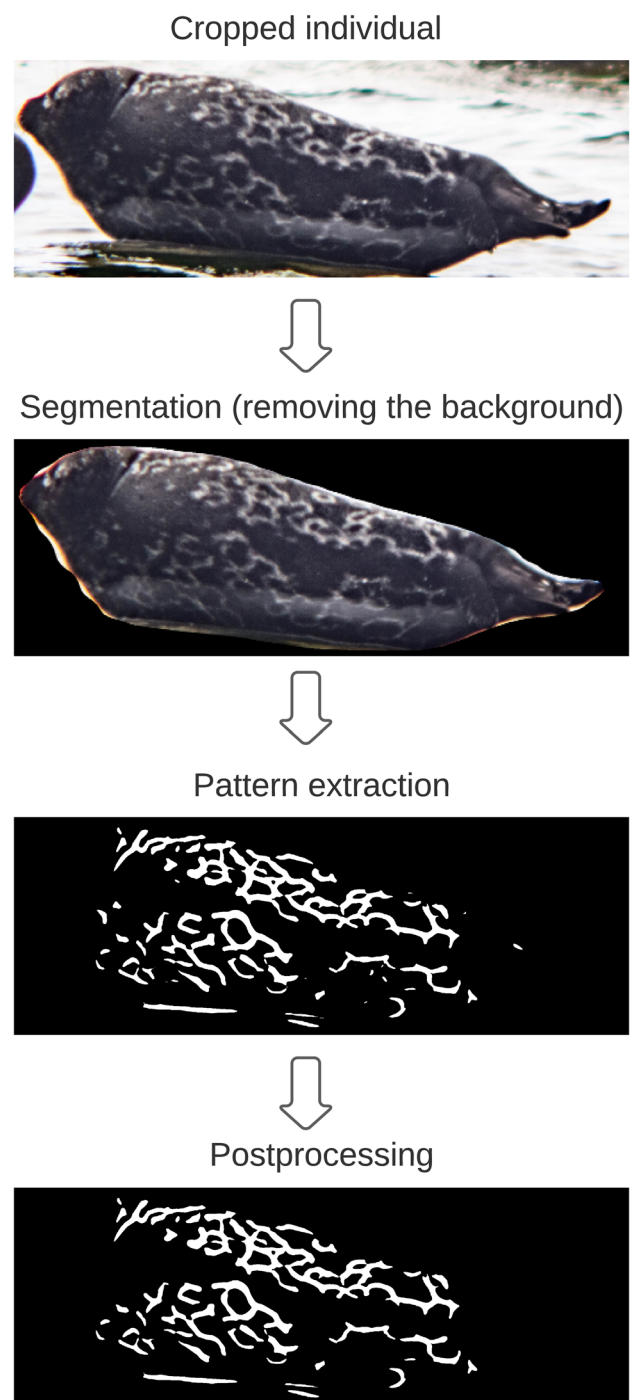 Cropped individual
Segmentation (removing the background)
Pattern extraction
Postprocessing